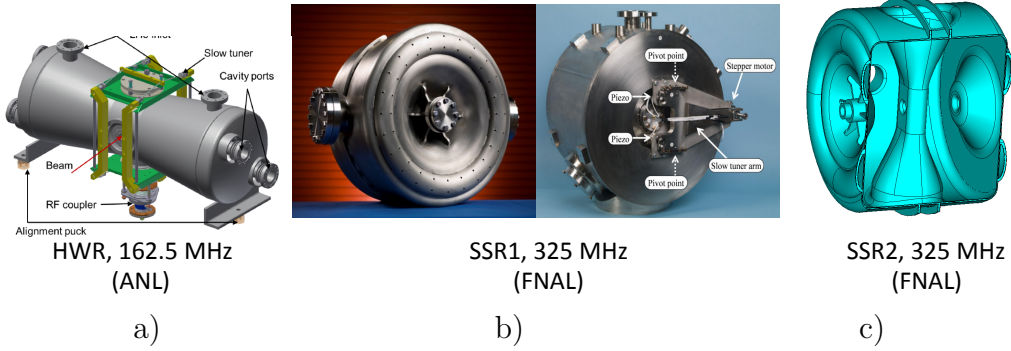 Slow tuner
Cavity ports
Beam
RF coupler
Alignment puck
HWR, 162.5 MHz
(ANL)
a)
Pivot point
Stepper motor
Piezo
Piezo
Slow tuner arm
Pivot point
SSR1, 325 MHz
(FNAL)
b)
SSR2, 325 MHz
(FNAL)
c)